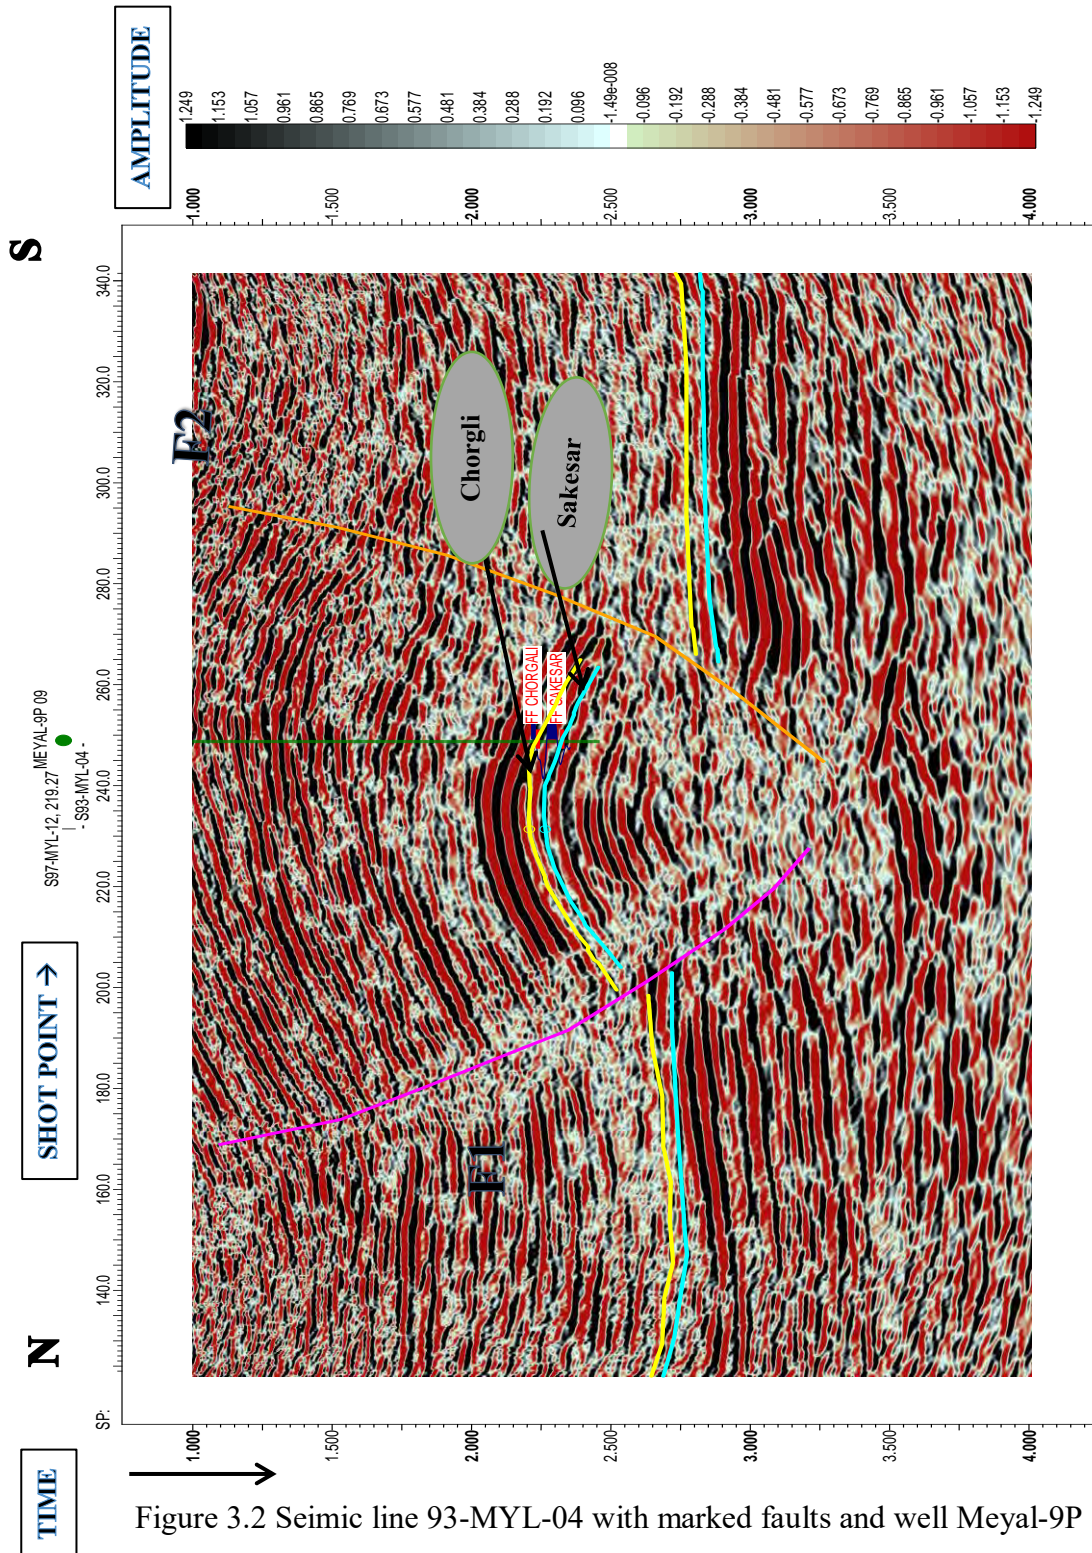 AMPLITUDE
1.249
1.153
1.057
0.961
0.865
0.769
0.673
0.577
0.481
0.384
0.288
0.192
0.096
-1.49e-008
-0.096
-0.192
-0.288
-0.384
-0.481
-0.577
-0.673
-0.769
-0.865
-0.961
-1.057
-1.153
-1.249
N
SHOT POINT →
S
S97-MYL-12, 219.27 MEYAL-9P 09
- S93-MYL-04 -
SP: 140.0 160.0 180.0 200.0 220.0 240.0 260.0 280.0 300.0 320.0 340.0
TIME
1.000 1.000
1.500 1.500
2.000 2.000
2.500 2.500
3.000 3.000
3.500 3.500
4.000 4.000
F2
F1
Chorgli
Sakesar
FF CHORGALI
FF SAKESAR
Figure 3.2 Seimic line 93-MYL-04 with marked faults and well Meyal-9P